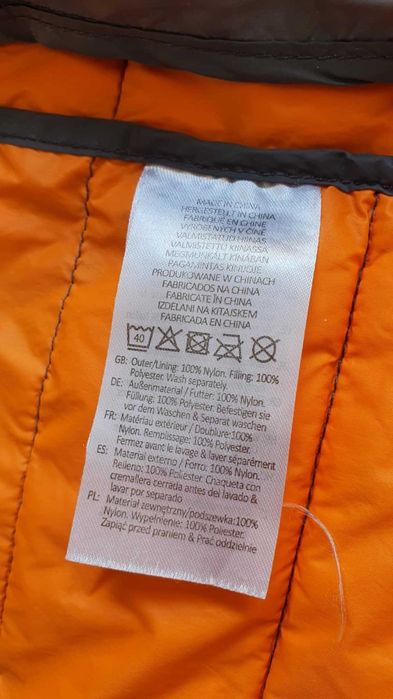 MADE IN CHINA
HERGESTELLT IN CHINA
FABRIQUÉ EN CHINE
VYROBENÝCH V ČÍNE
VALMISTATUD HIINAS
VALMISTETTU KIINASSA
MEGMUNKÁLT KÍNÁBAN
PAGAMINTAS KINIJOJE
PRODUKOWANE W CHINACH
FABRICADOS NA CHINA
FABRICATE ÎN CHINA
IZDELANI NA KITAJSKEM
FABRICADA EN CHINA
40
GB: Outer/Lining: 100% Nylon. Filling: 100%
Polyester. Wash separately.
DE: Außenmaterial / Futter: 100% Nylon.
Füllung: 100% Polyester. Befestigen sie
vor dem Waschen & Separat waschen
FR: Matériau extérieur / Doublure:100%
Nylon. Remplissage: 100% Polyester.
Fermez avant le lavage & laver séparément
ES: Material externo / Forro: 100% Nylon.
Relleno: 100% Poliester. Chaqueta con
cremallera cerrada antes del lavado &
lavar por separado
PL: Materiał zewnętrzny/podszewka:100%
Nylon. Wypełnienie: 100% Polyester.
Zapiąć przed praniem & Prać oddzielnie